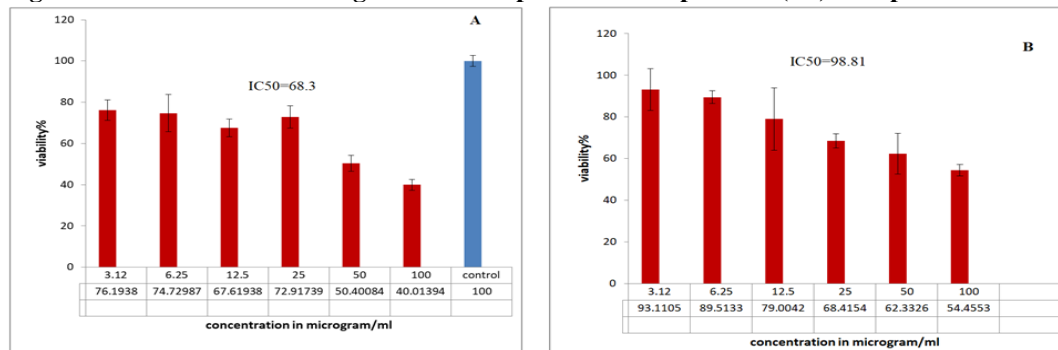 A
120
100
80
60
40
20
0
viability%
IC50=68.3
3.12 6.25 12.5 25 50 100 control
76.1938 74.72987 67.61938 72.91739 50.40084 40.01394 100
concentration in microgram/ml
B
120
100
80
60
40
20
0
viability%
IC50=98.81
3.12 6.25 12.5 25 50 100
93.1105 89.5133 79.0042 68.4154 62.3326 54.4553
concentration in microgram/ml